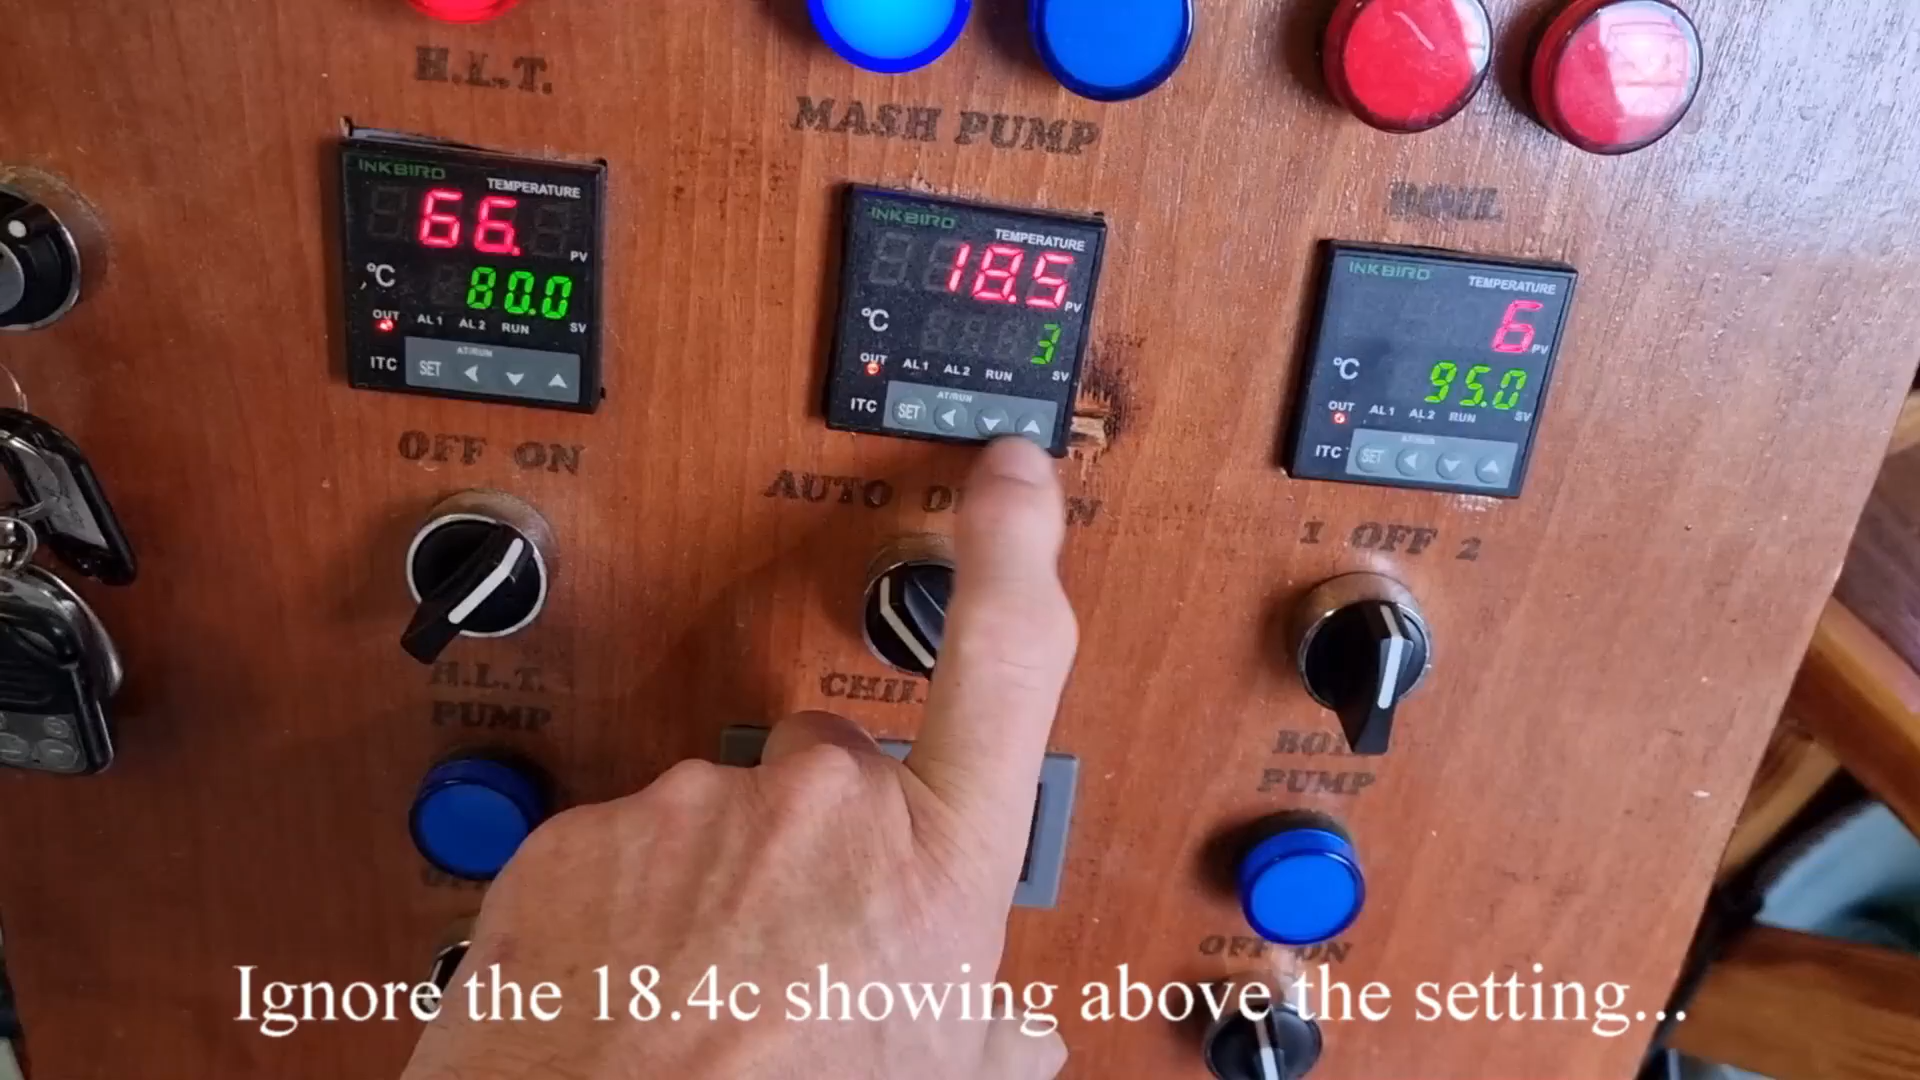 H.L.T.
MASH PUMP
BOIL
INKBIRD
TEMPERATURE
66.
PV
°C
80.0
OUT AL1 AL2 RUN SV
AT/RUN
ITC SET
INKBIRD
TEMPERATURE
18.5
PV
°C
3
OUT AL1 AL2 RUN SV
AT/RUN
ITC SET
INKBIRD
TEMPERATURE
6
PV
°C
95.0
OUT AL1 AL2 RUN SV
AT/RUN
ITC SET
OFF ON
AUTO
1 OFF 2
H.L.T.
PUMP
PUMP
OFF ON
Ignore the 18.4c showing above the setting...